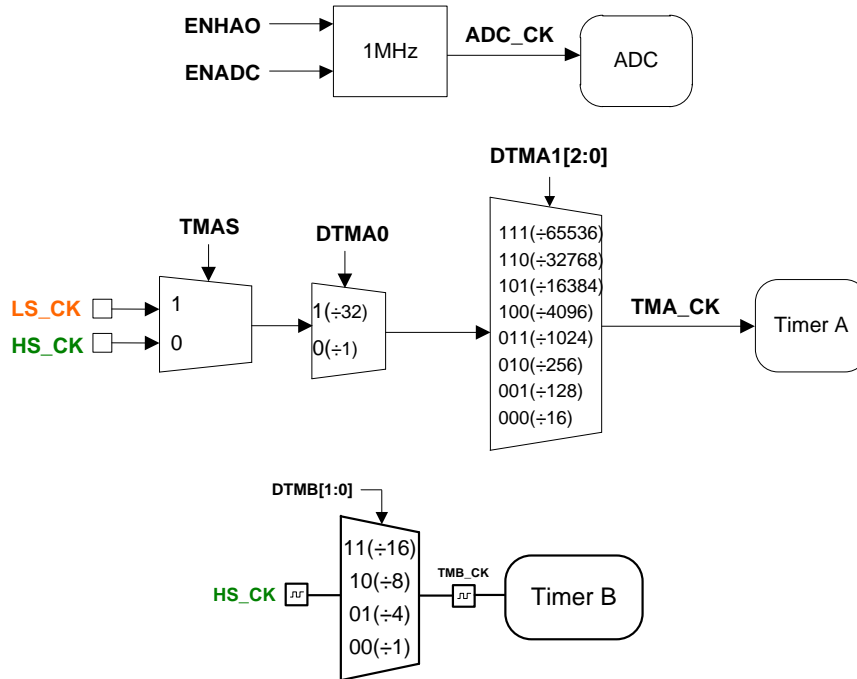 ENHAO
ENADC
1MHz
ADC_CK
ADC
DTMA1[2:0]
TMAS
DTMA0
LS_CK
HS_CK
1
0
1(÷32)
0(÷1)
111(÷65536)
110(÷32768)
101(÷16384)
100(÷4096)
011(÷1024)
010(÷256)
001(÷128)
000(÷16)
TMA_CK
Timer A
DTMB[1:0]
HS_CK
11(÷16)
10(÷8)
01(÷4)
00(÷1)
TMB_CK
Timer B